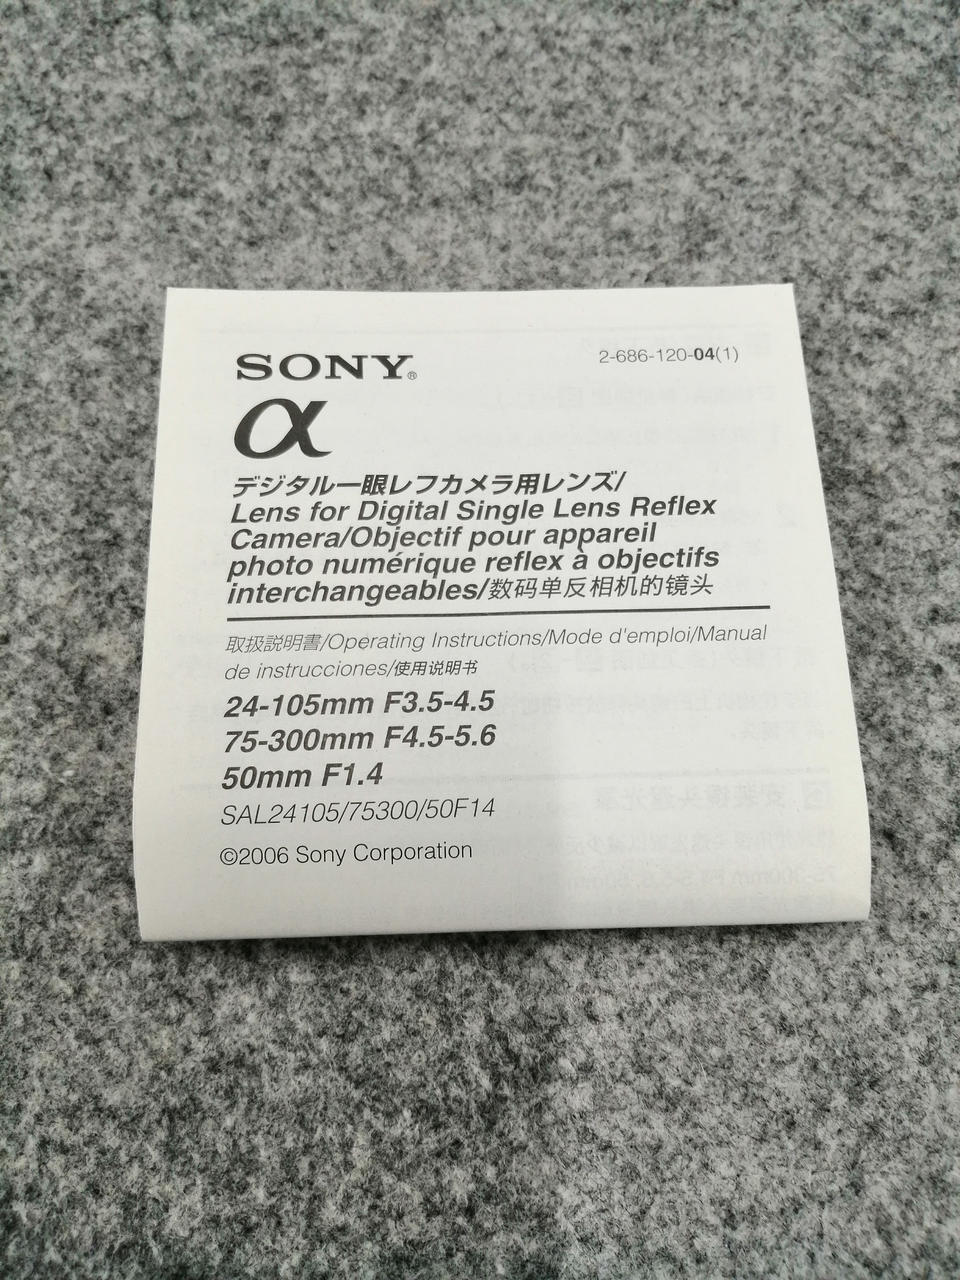 SONY®
2-686-120-04(1)
α
デジタル一眼レフカメラ用レンズ/
Lens for Digital Single Lens Reflex
Camera/Objectif pour appareil
photo numérique reflex à objectifs
interchangeables/数码单反相机的镜头
取扱説明書/Operating Instructions/Mode d'emploi/Manual
de instrucciones/使用说明书
24-105mm F3.5-4.5
75-300mm F4.5-5.6
50mm F1.4
SAL24105/75300/50F14
©2006 Sony Corporation